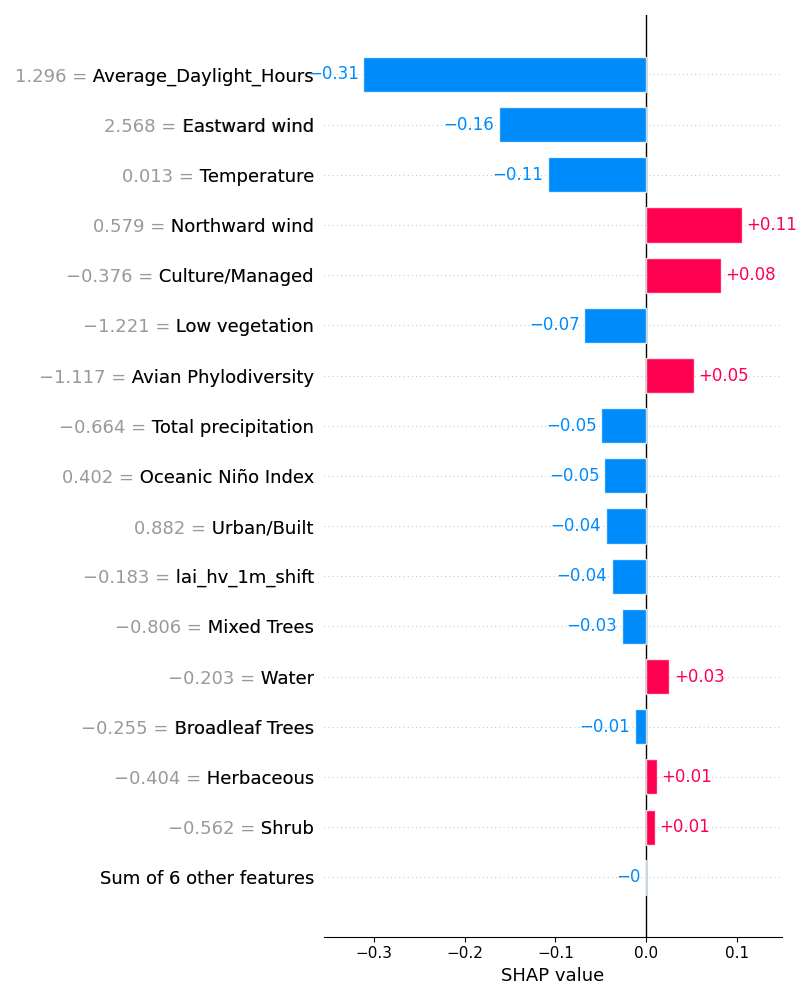 1.296 = Average_Daylight_Hours −0.31
2.568 = Eastward wind −0.16
0.013 = Temperature −0.11
0.579 = Northward wind +0.11
−0.376 = Culture/Managed +0.08
−1.221 = Low vegetation −0.07
−1.117 = Avian Phylodiversity +0.05
−0.664 = Total precipitation −0.05
0.402 = Oceanic Niño Index −0.05
0.882 = Urban/Built −0.04
−0.183 = lai_hv_1m_shift −0.04
−0.806 = Mixed Trees −0.03
−0.203 = Water +0.03
−0.255 = Broadleaf Trees −0.01
−0.404 = Herbaceous +0.01
−0.562 = Shrub +0.01
Sum of 6 other features −0
−0.3 −0.2 −0.1 0.0 0.1
SHAP value